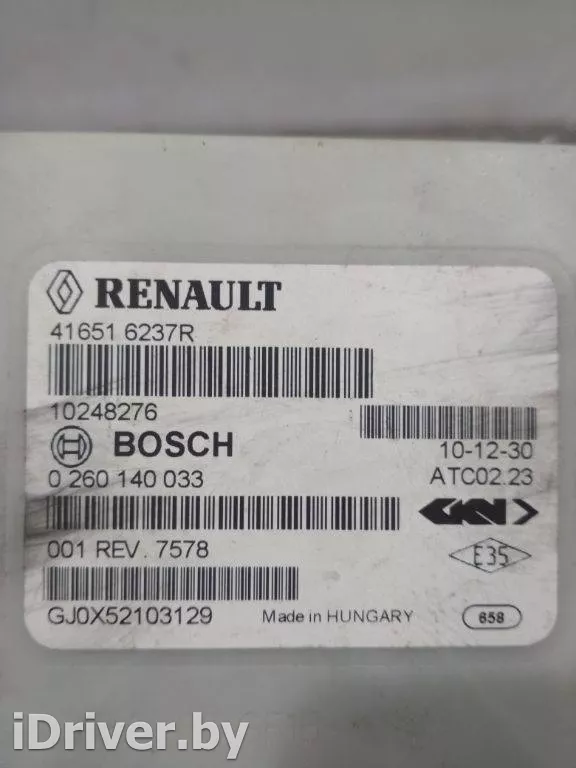 RENAULT
41651 6237R
10248276
BOSCH
10-12-30
0 260 140 033
ATC02.23
GKN
001 REV. 7578
E35
GJ0X52103129
Made in HUNGARY
658
iDriver.by